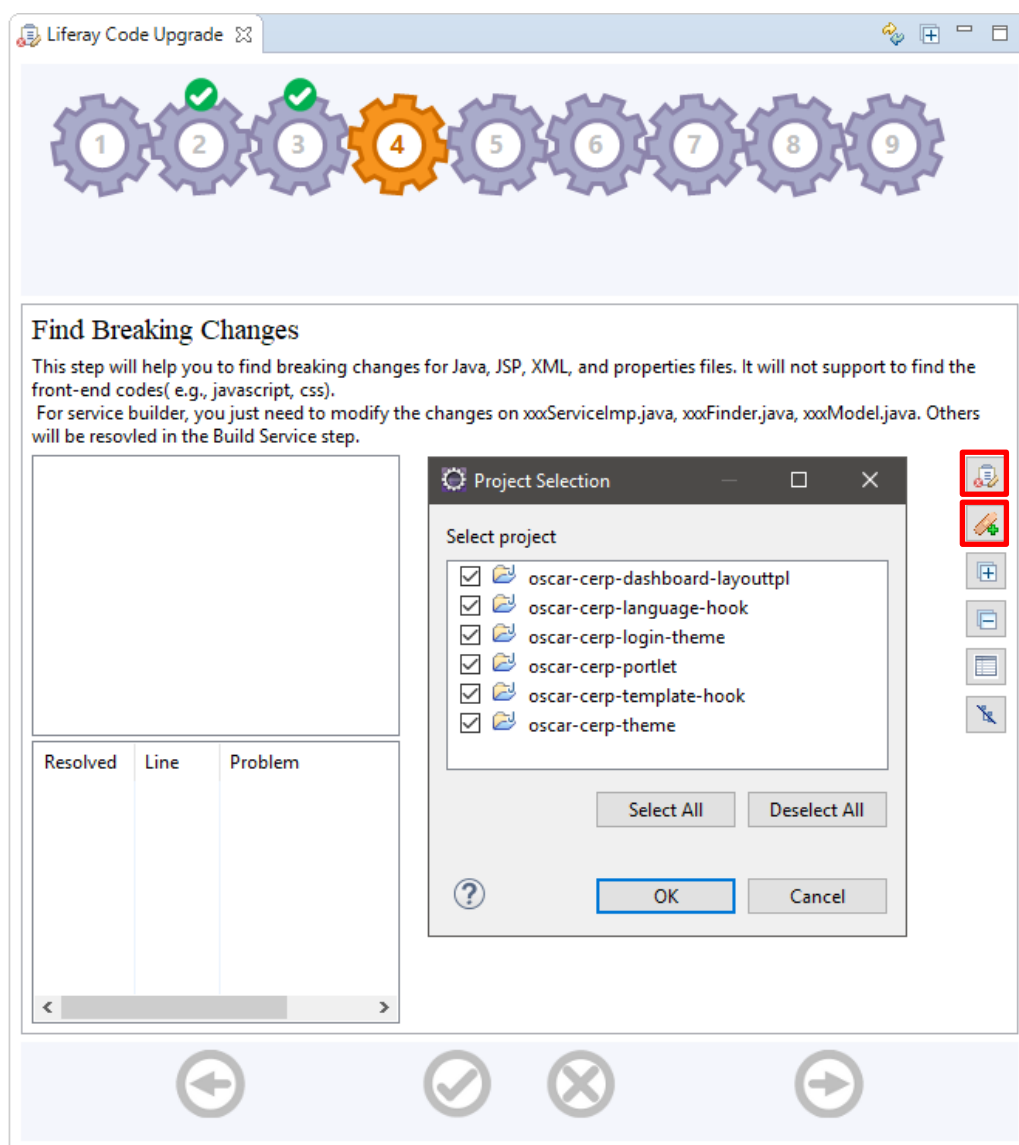 Liferay Code Upgrade
1 2 3 4 5 6 7 8 9
Find Breaking Changes
This step will help you to find breaking changes for Java, JSP, XML, and properties files. It will not support to find the
front-end codes( e.g., javascript, css).
For service builder, you just need to modify the changes on xxxServiceImp.java, xxxFinder.java, xxxModel.java. Others
will be resovled in the Build Service step.
Project Selection
Select project
oscar-cerp-dashboard-layouttpl
oscar-cerp-language-hook
oscar-cerp-login-theme
oscar-cerp-portlet
oscar-cerp-template-hook
oscar-cerp-theme
Select All Deselect All
? OK Cancel
Resolved Line Problem